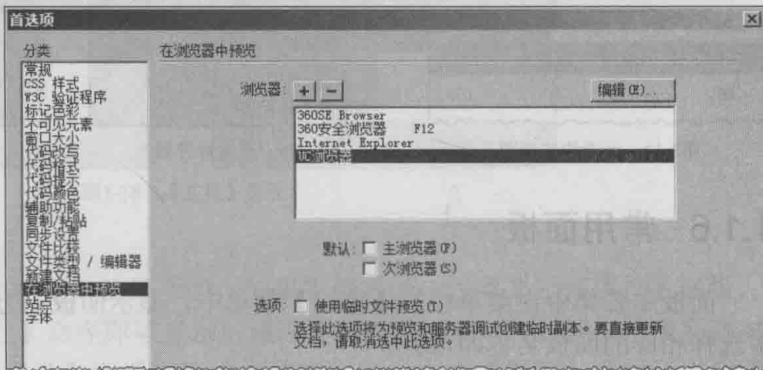 首选项
分类
在浏览器中预览
常规
CSS 样式
W3C 验证程序
标记色彩
不可见元素
窗口大小
代码改写
代码格式
代码提示
代码颜色
辅助功能
复制/粘贴
同步设置
文件比较
文件类型 / 编辑器
新建文档
在浏览器中预览
站点
字体
浏览器:
编辑(E)...
360SE Browser
360安全浏览器 F12
Internet Explorer
UC浏览器
默认: 主浏览器(P)
次浏览器(S)
选项: 使用临时文件预览(T)
选择此选项将为预览和服务器调试创建临时副本。要直接更新
文档，请取消选中此选项。